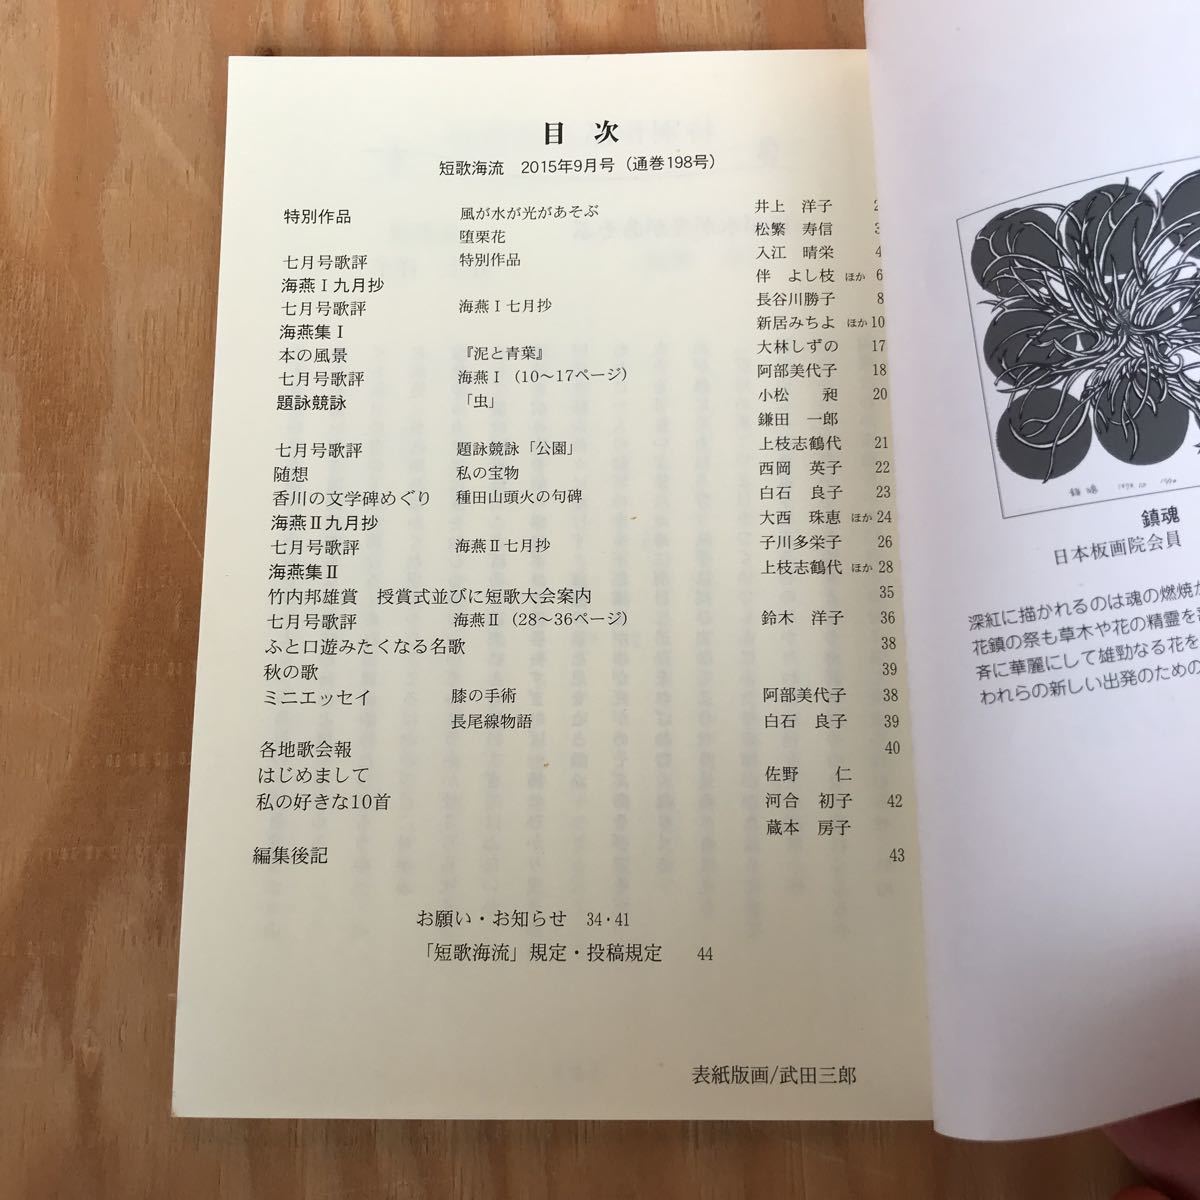 目次
短歌海流 2015年9月号（通巻198号）
特別作品 風が水が光があそぶ 井上 洋子 2
堕栗花 松繁 寿信 3
七月号歌評 特別作品 入江 晴栄 4
海燕Ⅰ九月抄 伴 よし枝 ほか 6
七月号歌評 海燕Ⅰ七月抄 長谷川勝子 8
海燕集Ⅰ 新居みちよ ほか 10
本の風景 『泥と青葉』 大林しずの 17
七月号歌評 海燕Ⅰ（10〜17ページ） 阿部美代子 18
題詠競詠 「虫」 小松 昶 20
鎌田 一郎
七月号歌評 題詠競詠「公園」 上枝志鶴代 21
随想 私の宝物 西岡 英子 22
香川の文学碑めぐり 種田山頭火の句碑 白石 良子 23
海燕Ⅱ九月抄 大西 珠恵 ほか 24
七月号歌評 海燕Ⅱ七月抄 子川多栄子 26
海燕集Ⅱ 上枝志鶴代 ほか 28
竹内邦雄賞 授賞式並びに短歌大会案内 35
七月号歌評 海燕Ⅱ（28〜36ページ） 鈴木 洋子 36
ふと口遊みたくなる名歌 38
秋の歌 39
ミニエッセイ 膝の手術 阿部美代子 38
長尾線物語 白石 良子 39
各地歌会報 40
はじめまして 佐野 仁
私の好きな10首 河合 初子 42
蔵本 房子
編集後記 43
お願い・お知らせ 34・41
「短歌海流」規定・投稿規定 44
表紙版画/武田三郎
鎮魂
日本板画院会員
深紅に描かれるのは魂の燃焼か
花鎮の祭も草木や花の精霊を
斉に華麗にして雄勁なる花を
われらの新しい出発のための